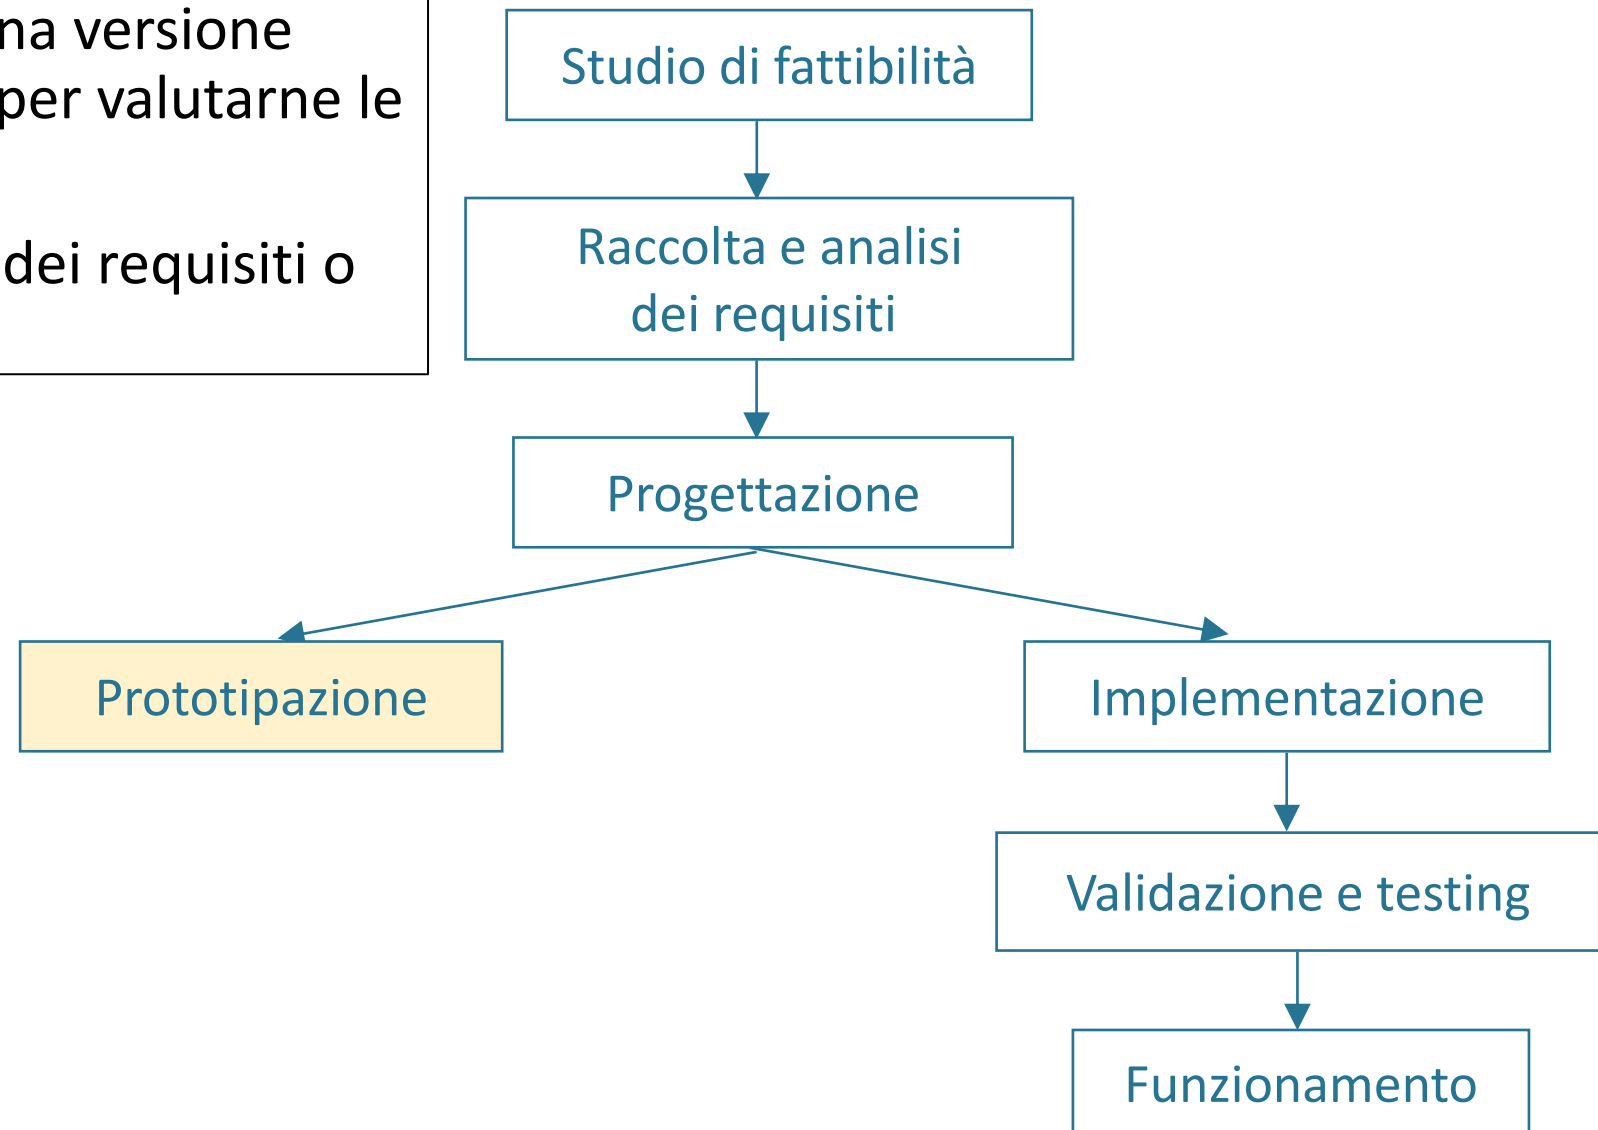 na versione
per valutarne le
dei requisiti o
Studio di fattibilità
Raccolta e analisi
dei requisiti
Progettazione
Prototipazione
Implementazione
Validazione e testing
Funzionamento